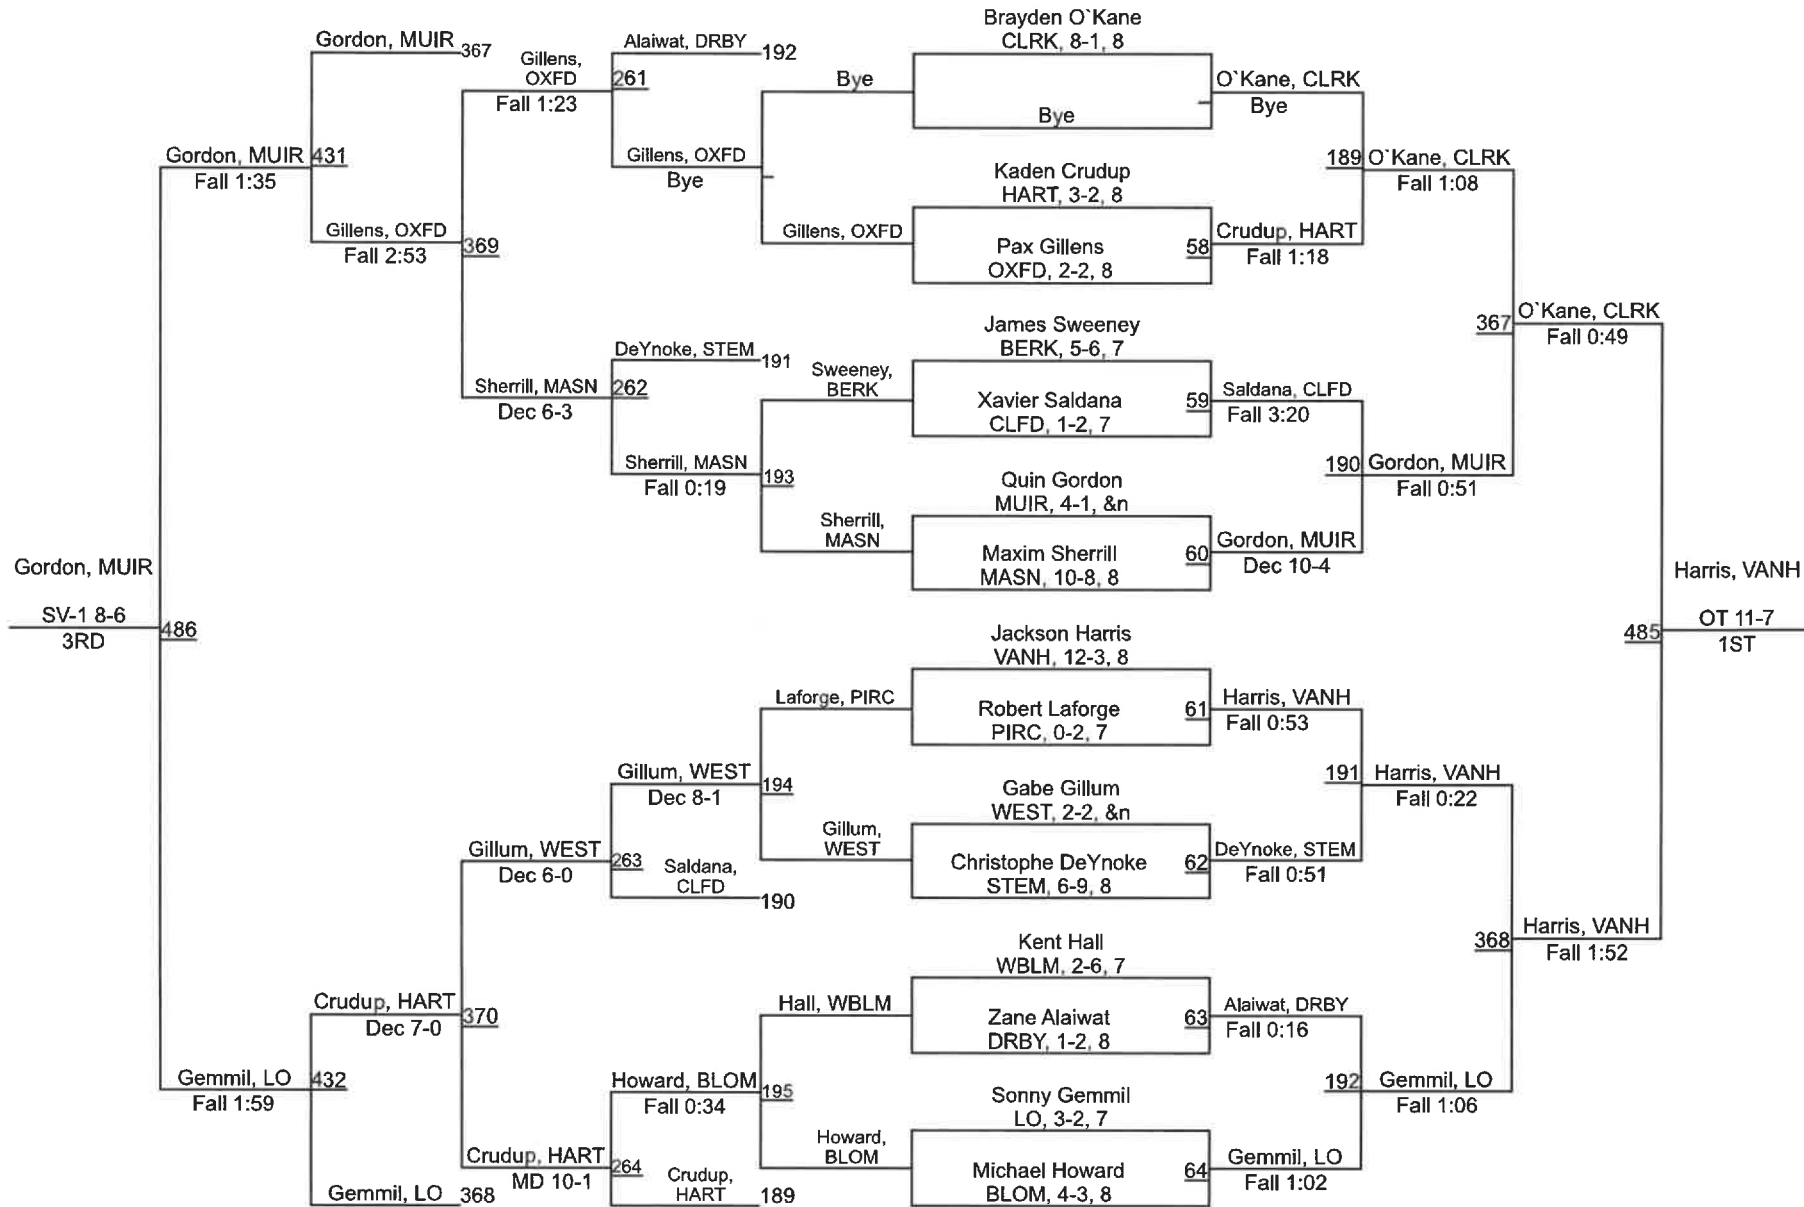 Gordon, MUIR
SV-1 8-6
3RD
486
Gordon, MUIR
Fall 1:35
431
Gemmil, LO
Fall 1:59
432
Gordon, MUIR 367
Gillens, OXFD
Fall 2:53
369
Crudup, HART
Dec 7-0
370
Gemmil, LO 368
Gillens,
OXFD
Fall 1:23
261
Sherrill, MASN
Dec 6-3
262
Gillum, WEST
Dec 6-0
263
Crudup, HART
MD 10-1
264
Alaiwat, DRBY 192
Gillens, OXFD
Bye
DeYnoke, STEM 191
Sherrill, MASN
Fall 0:19
193
Gillum, WEST
Dec 8-1
194
Saldana,
CLFD
190
Howard, BLOM
Fall 0:34
195
Crudup,
HART
189
Bye
Gillens, OXFD
Sweeney,
BERK
Sherrill,
MASN
Laforge, PIRC
Gillum,
WEST
Hall, WBLM
Howard,
BLOM
Brayden O`Kane
CLRK, 8-1, 8
Bye
Kaden Crudup
HART, 3-2, 8
Pax Gillens
OXFD, 2-2, 8
58
James Sweeney
BERK, 5-6, 7
Xavier Saldana
CLFD, 1-2, 7
59
Quin Gordon
MUIR, 4-1, &n
Maxim Sherrill
MASN, 10-8, 8
60
Jackson Harris
VANH, 12-3, 8
Robert Laforge
PIRC, 0-2, 7
61
Gabe Gillum
WEST, 2-2, &n
Christophe DeYnoke
STEM, 6-9, 8
62
Kent Hall
WBLM, 2-6, 7
Zane Alaiwat
DRBY, 1-2, 8
63
Sonny Gemmil
LO, 3-2, 7
Michael Howard
BLOM, 4-3, 8
64
O`Kane, CLRK
Bye
Crudup, HART
Fall 1:18
Saldana, CLFD
Fall 3:20
Gordon, MUIR
Dec 10-4
Harris, VANH
Fall 0:53
DeYnoke, STEM
Fall 0:51
Alaiwat, DRBY
Fall 0:16
Gemmil, LO
Fall 1:02
189 O`Kane, CLRK
Fall 1:08
190 Gordon, MUIR
Fall 0:51
191 Harris, VANH
Fall 0:22
192 Gemmil, LO
Fall 1:06
367 O`Kane, CLRK
Fall 0:49
368 Harris, VANH
Fall 1:52
485
Harris, VANH
OT 11-7
1ST